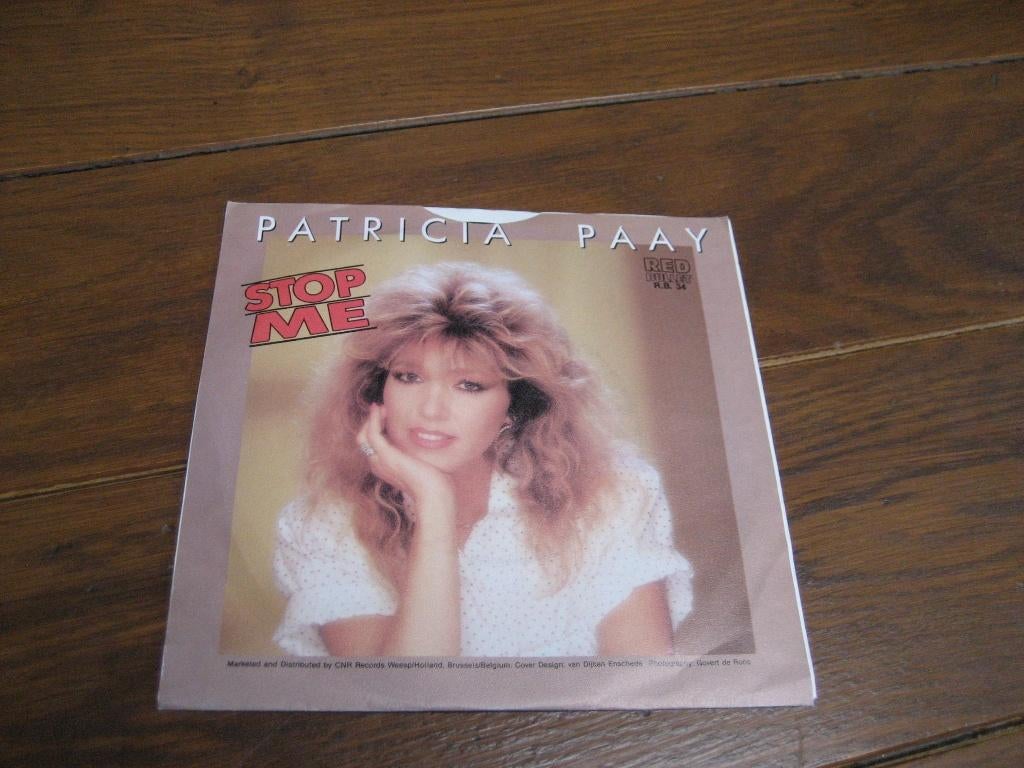 PATRICIA PAAY
STOP
ME
RED
BULLET
R.B. 34
Marketed and Distributed by CNR Records Weesp/Holland, Brussels/Belgium. Cover Design: van Dijken Enschede Photography: Govert de Roos